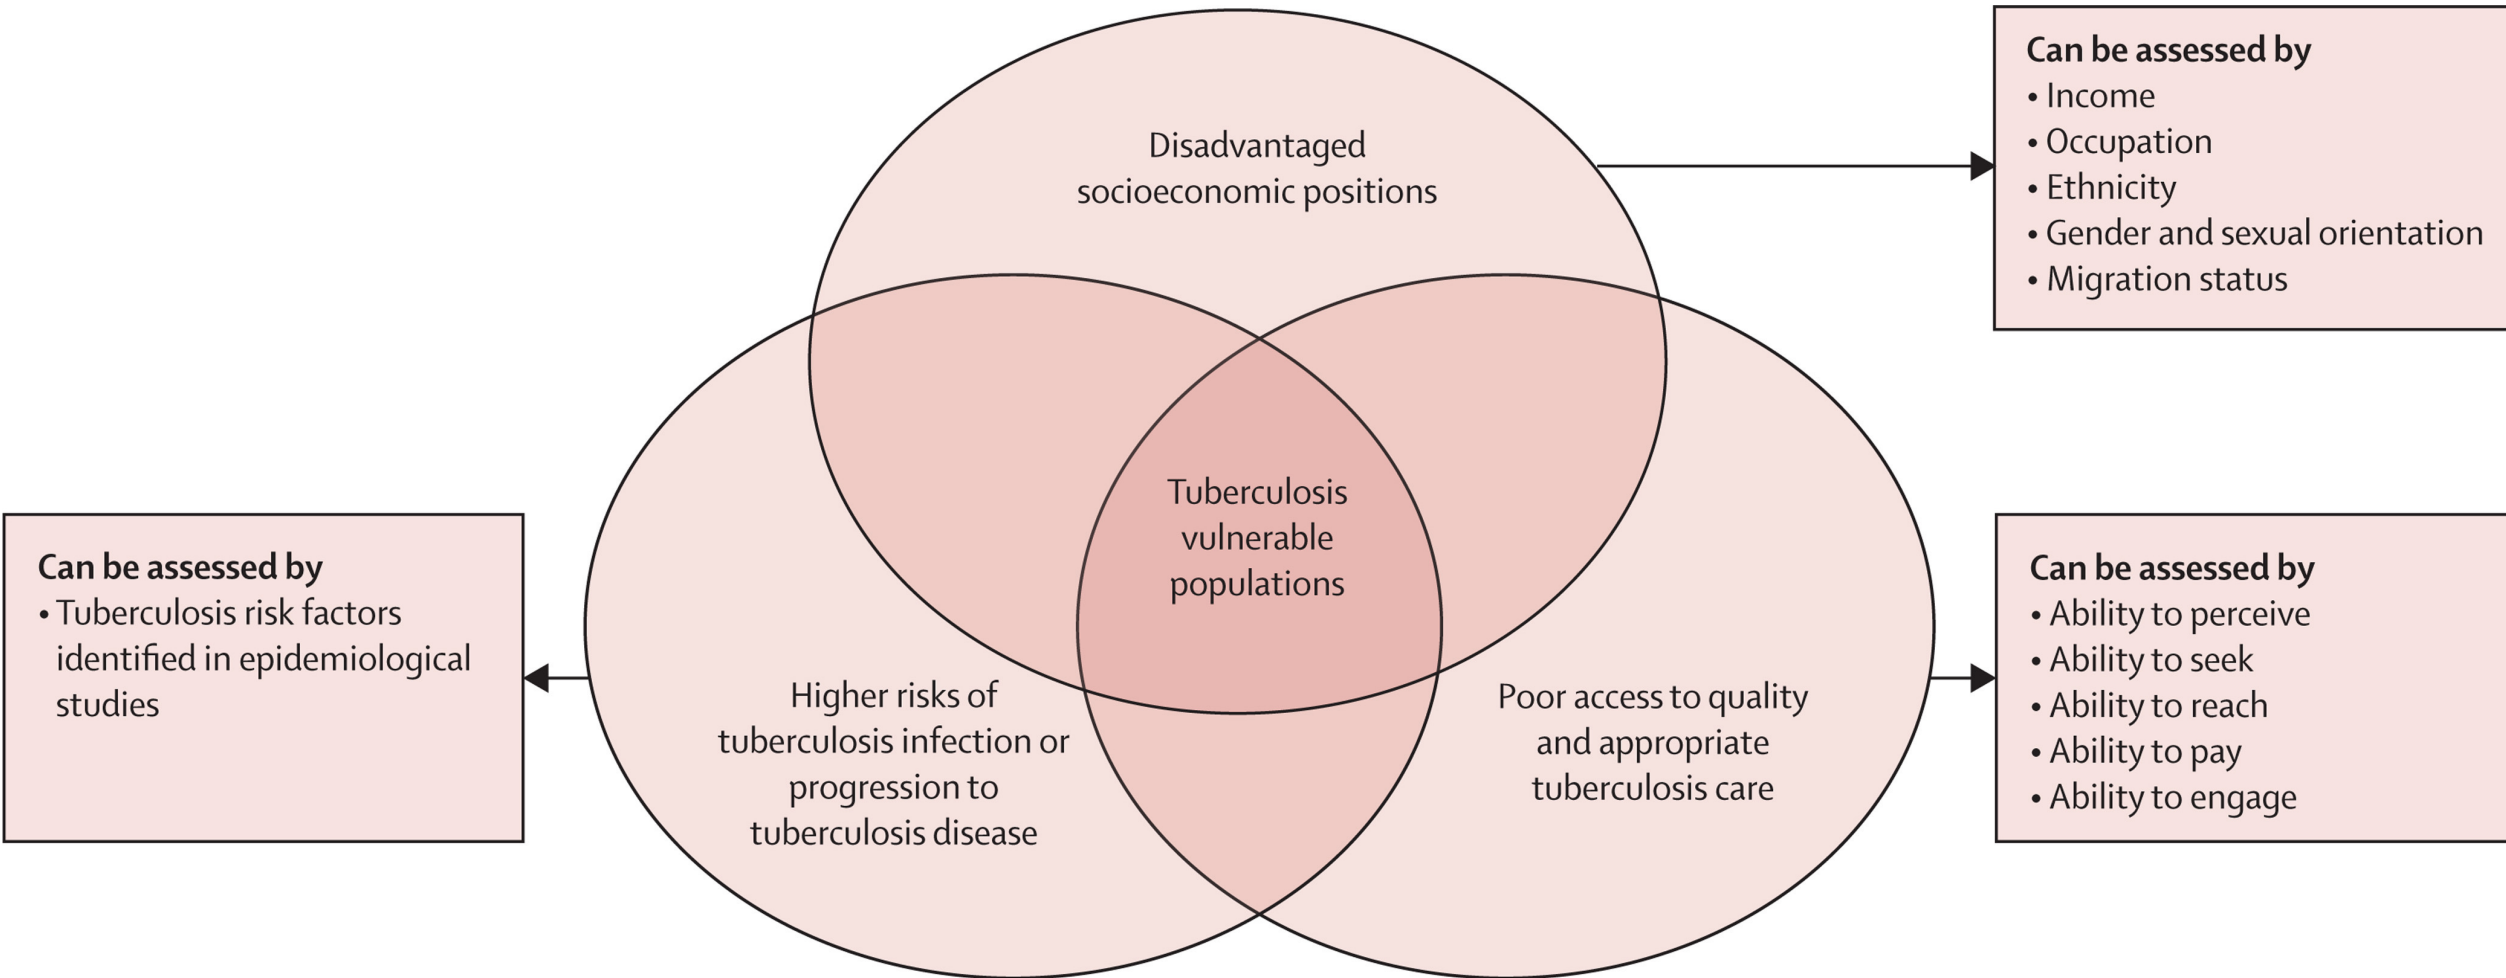 Disadvantaged
socioeconomic positions
Can be assessed by
• Income
• Occupation
• Ethnicity
• Gender and sexual orientation
• Migration status
Tuberculosis
vulnerable
populations
Can be assessed by
• Tuberculosis risk factors
identified in epidemiological
studies
Higher risks of
tuberculosis infection or
progression to
tuberculosis disease
Poor access to quality
and appropriate
tuberculosis care
Can be assessed by
• Ability to perceive
• Ability to seek
• Ability to reach
• Ability to pay
• Ability to engage